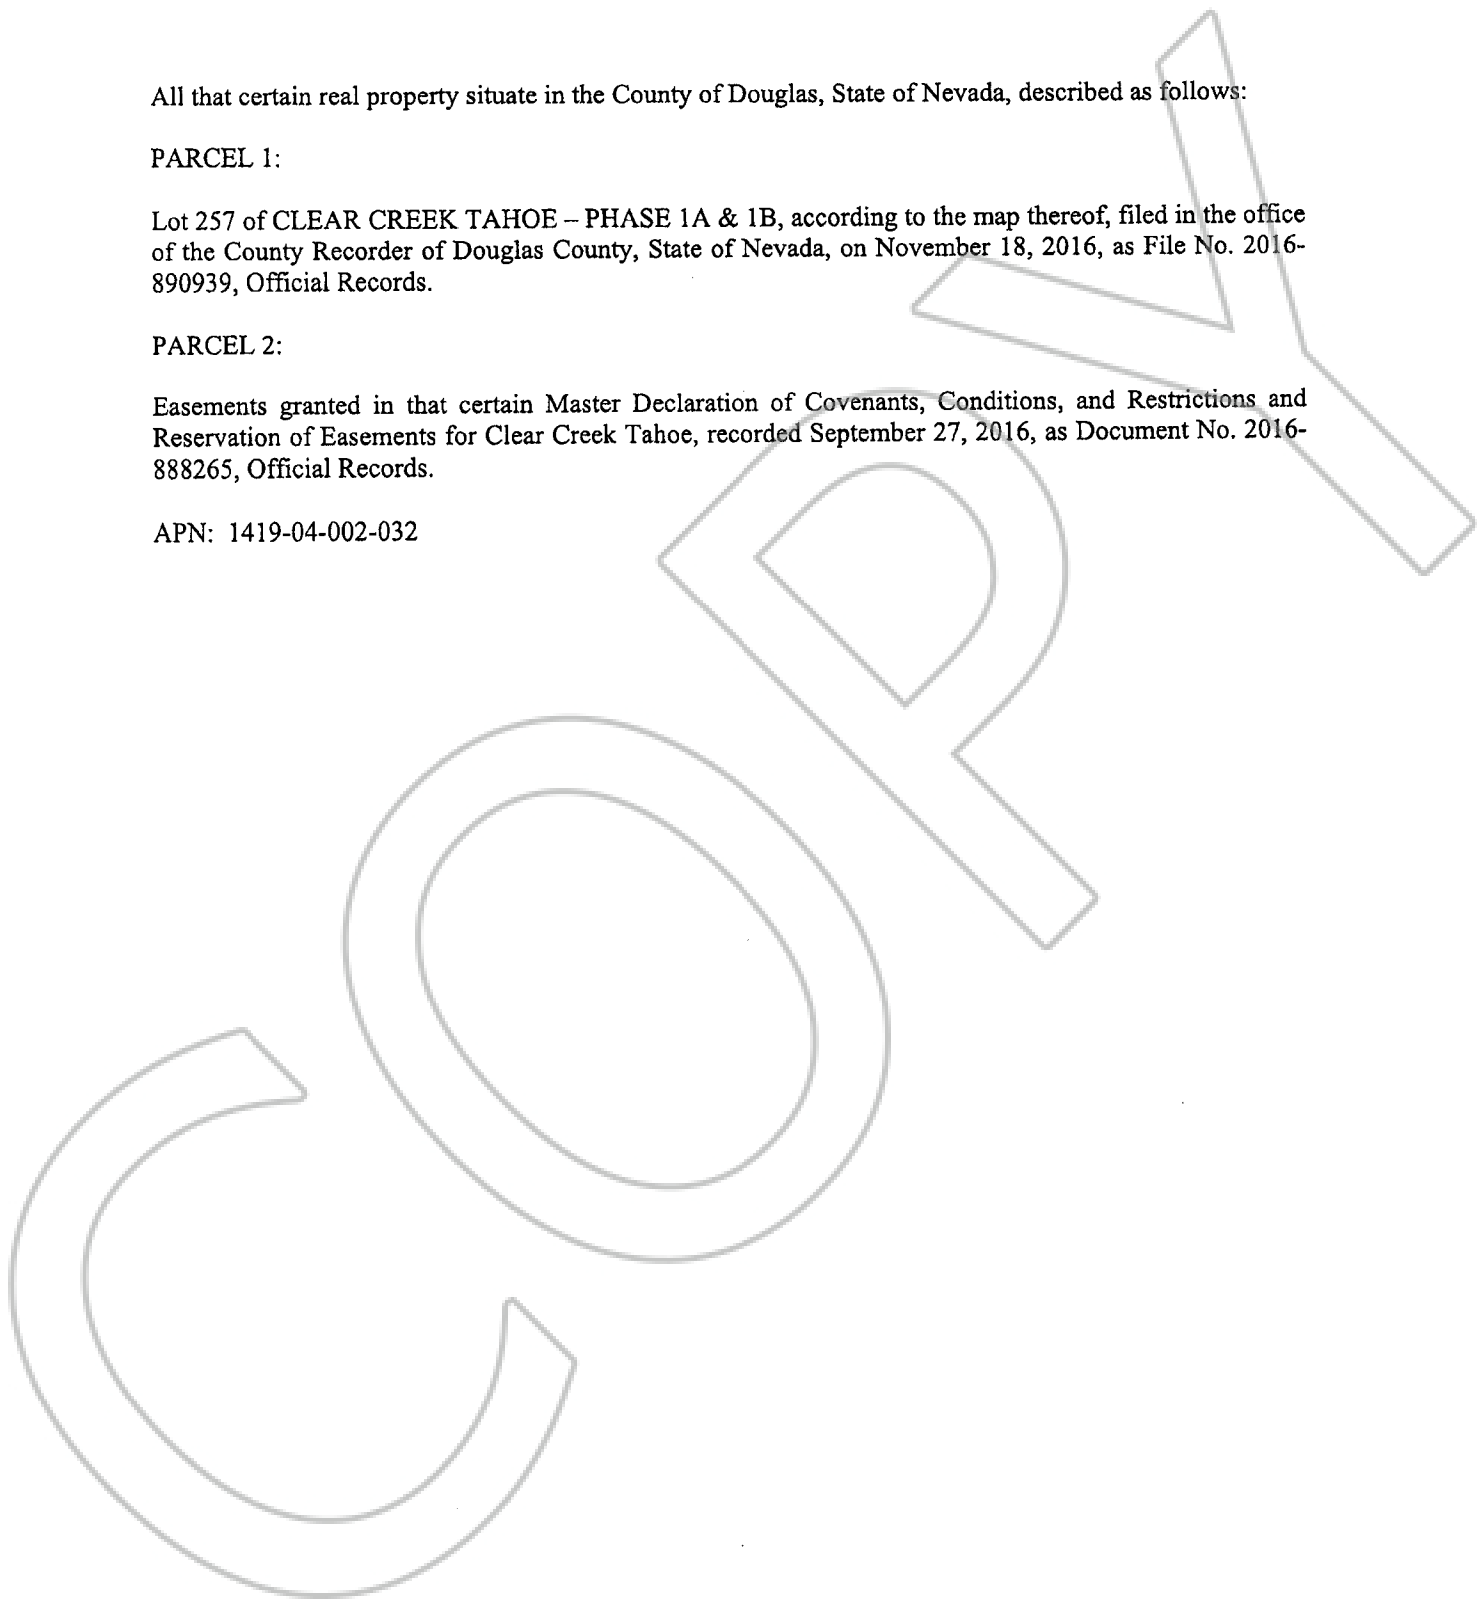 All that certain real property situate in the County of Douglas, State of Nevada, described as follows:
PARCEL 1:
Lot 257 of CLEAR CREEK TAHOE – PHASE 1A & 1B, according to the map thereof, filed in the office
of the County Recorder of Douglas County, State of Nevada, on November 18, 2016, as File No. 2016-
890939, Official Records.
PARCEL 2:
Easements granted in that certain Master Declaration of Covenants, Conditions, and Restrictions and
Reservation of Easements for Clear Creek Tahoe, recorded September 27, 2016, as Document No. 2016-
888265, Official Records.
APN: 1419-04-002-032
COPY